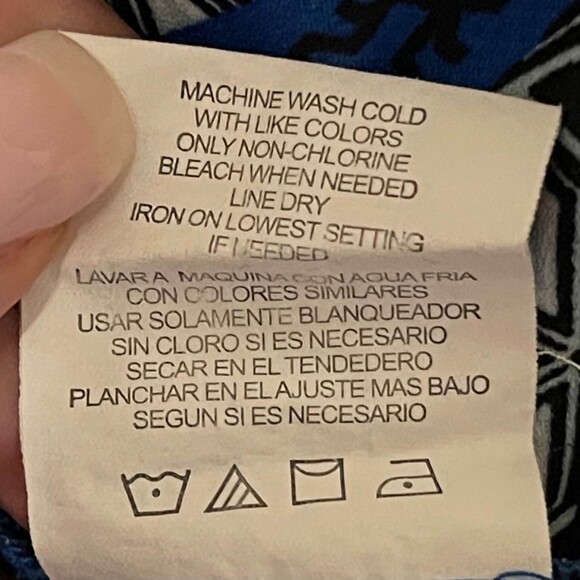 MACHINE WASH COLD
WITH LIKE COLORS
ONLY NON-CHLORINE
BLEACH WHEN NEEDED
LINE DRY
IRON ON LOWEST SETTING
IF NEEDED
LAVAR A MAQUINA CON AGUA FRIA
CON COLORES SIMILARES
USAR SOLAMENTE BLANQUEADOR
SIN CLORO SI ES NECESARIO
SECAR EN EL TENDEDERO
PLANCHAR EN EL AJUSTE MAS BAJO
SEGUN SI ES NECESARIO